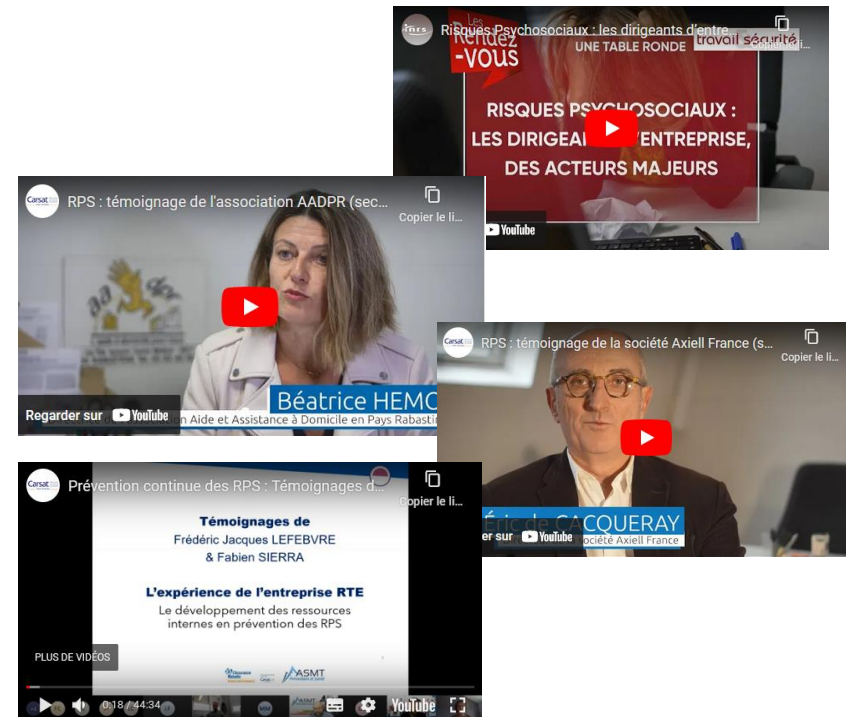 Les
Rendez
-VOUS
inrs
Risques Psychosociaux : les dirigeants d'entre…
UNE TABLE RONDE
travail sécurité
RISQUES PSYCHOSOCIAUX :
LES DIRIGEANTS D'ENTREPRISE,
DES ACTEURS MAJEURS
YouTube
Carsat
RPS : témoignage de l'association AADPR (sec…
Copier le li…
Béatrice HEMO
Regarder sur YouTube
on Aide et Assistance à Domicile en Pays Rabasti
Carsat
RPS : témoignage de la société Axiell France (s…
Copier le li…
Éric de CACQUERAY
er sur YouTube
société Axiell France
Carsat
Prévention continue des RPS : Témoignages d…
Copier le li…
Témoignages de
Frédéric Jacques LEFEBVRE
& Fabien SIERRA
L'expérience de l'entreprise RTE
Le développement des ressources
internes en prévention des RPS
PLUS DE VIDÉOS
ASMT
0:18 / 44:34
YouTube